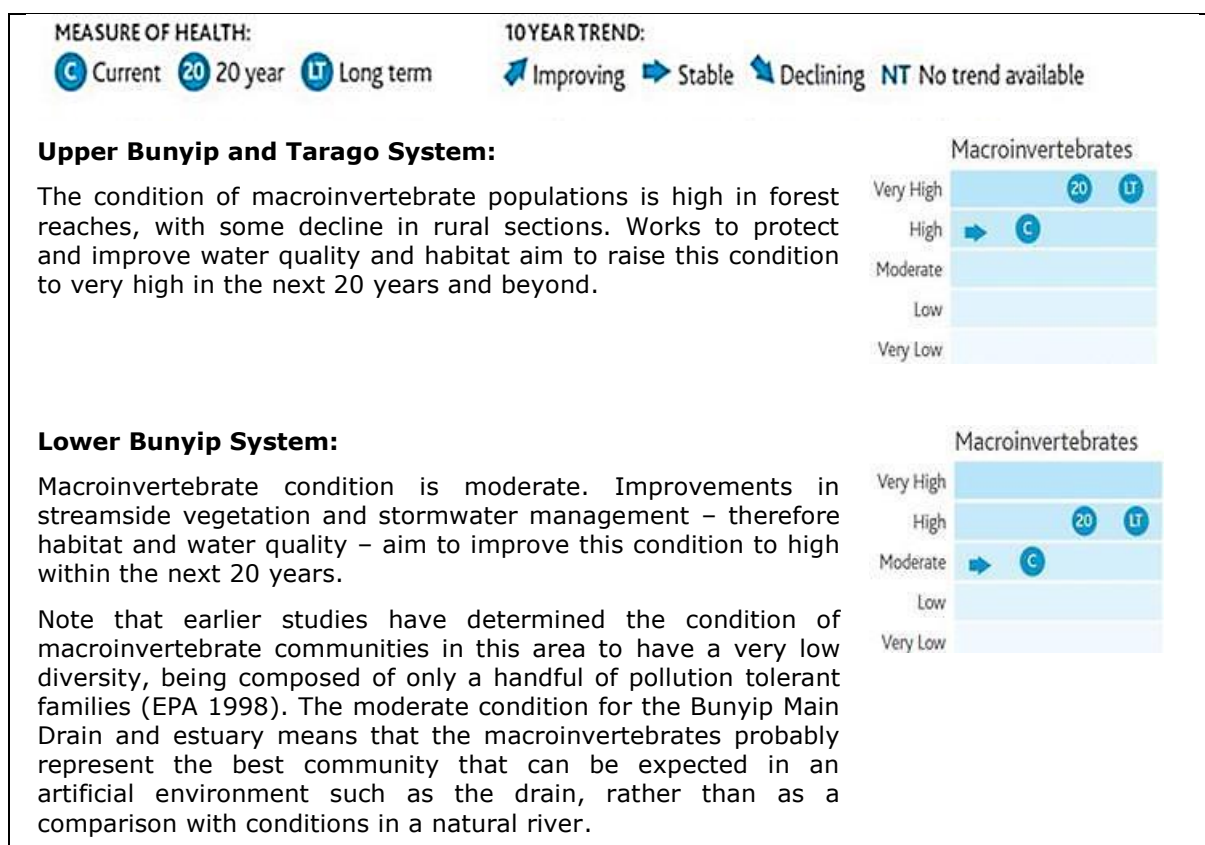 MEASURE OF HEALTH:
10 YEAR TREND:
C Current 20 20 year LT Long term
Improving Stable Declining NT No trend available
Upper Bunyip and Tarago System:
The condition of macroinvertebrate populations is high in forest
reaches, with some decline in rural sections. Works to protect
and improve water quality and habitat aim to raise this condition
to very high in the next 20 years and beyond.
Macroinvertebrates
Very High 20 LT
High C
Moderate
Low
Very Low
Lower Bunyip System:
Macroinvertebrate condition is moderate. Improvements in
streamside vegetation and stormwater management – therefore
habitat and water quality – aim to improve this condition to high
within the next 20 years.
Note that earlier studies have determined the condition of
macroinvertebrate communities in this area to have a very low
diversity, being composed of only a handful of pollution tolerant
families (EPA 1998). The moderate condition for the Bunyip Main
Drain and estuary means that the macroinvertebrates probably
represent the best community that can be expected in an
artificial environment such as the drain, rather than as a
comparison with conditions in a natural river.
Macroinvertebrates
Very High
High 20 LT
Moderate C
Low
Very Low